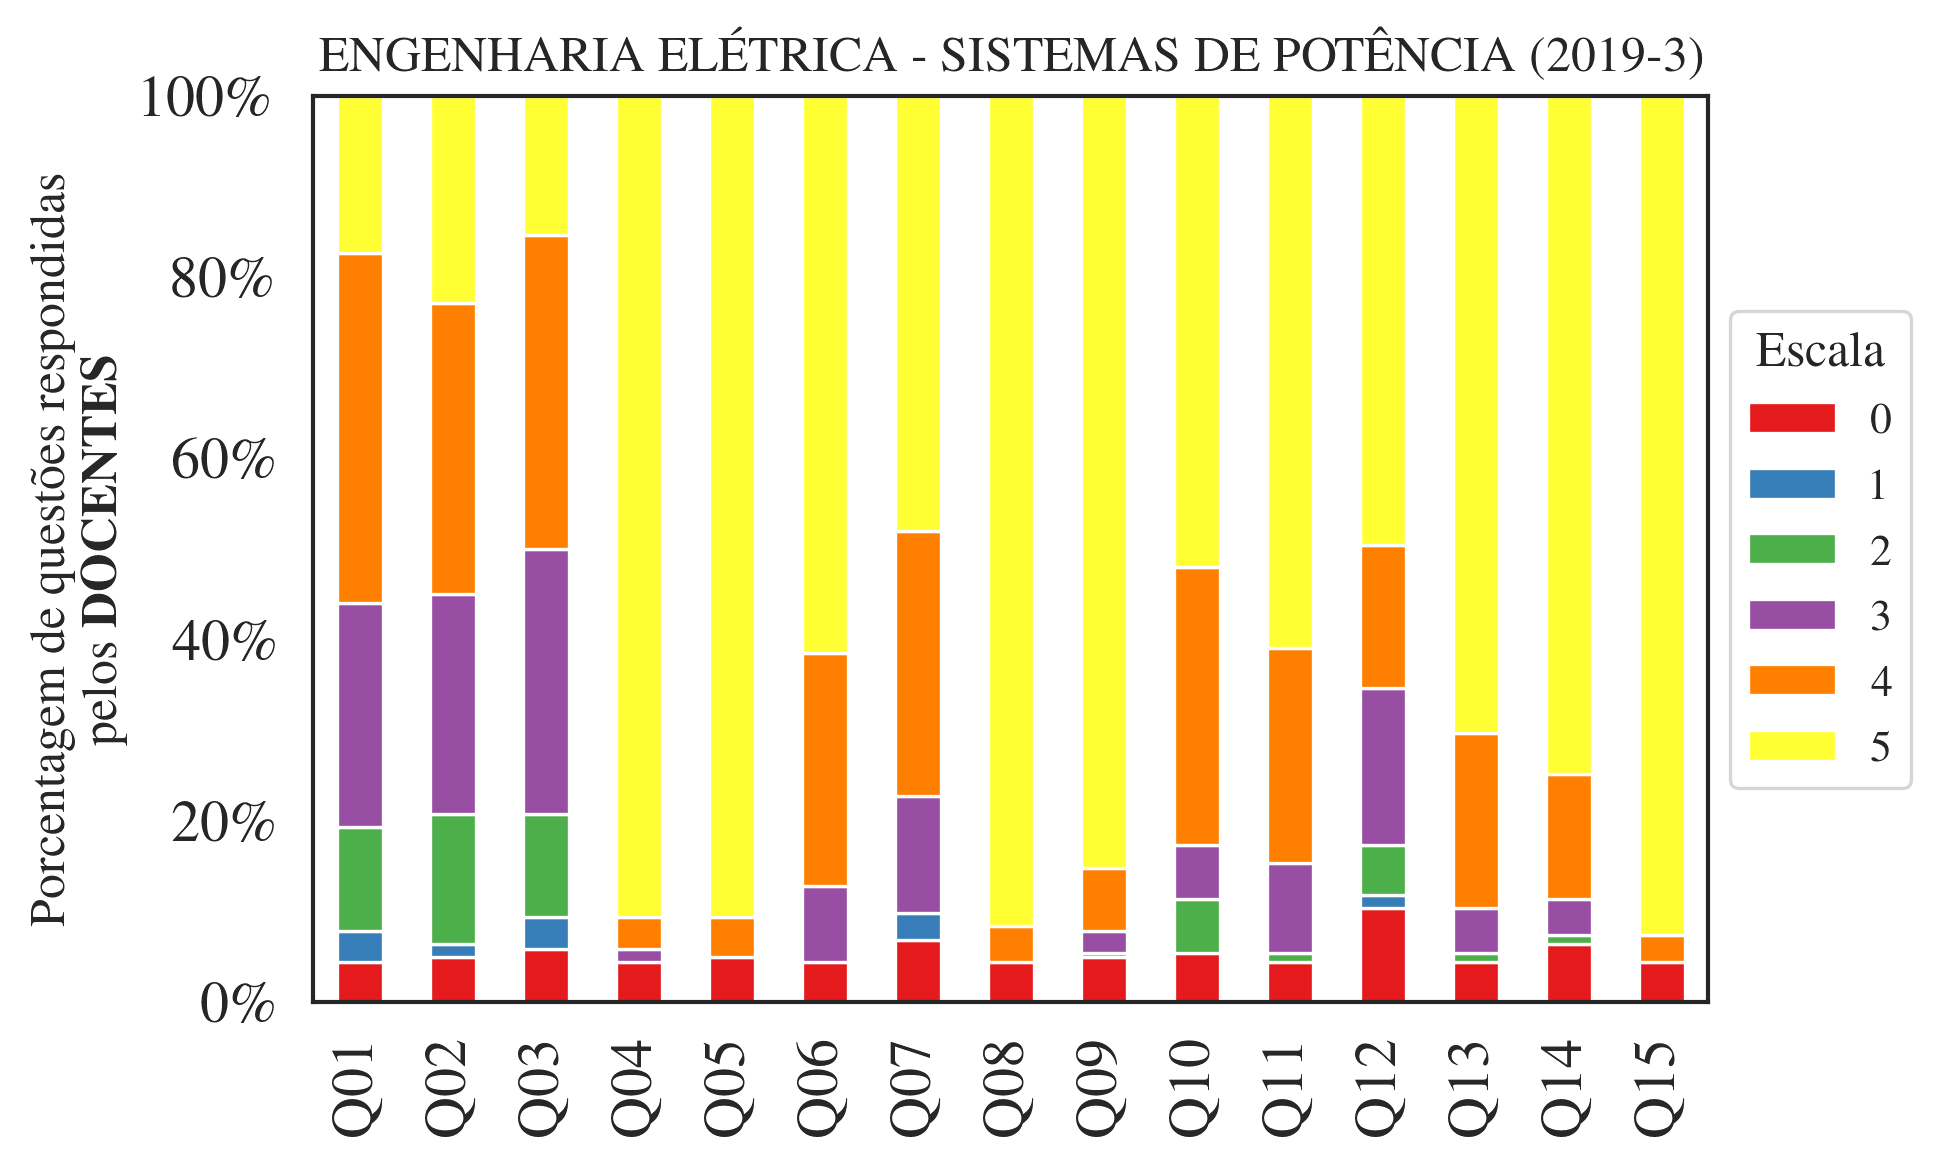 ENGENHARIA ELÉTRICA - SISTEMAS DE POTÊNCIA (2019-3)
Porcentagem de questões respondidas
pelos DOCENTES
100%
80%
60%
40%
20%
0%
Q01
Q02
Q03
Q04
Q05
Q06
Q07
Q08
Q09
Q10
Q11
Q12
Q13
Q14
Q15
Escala
0
1
2
3
4
5